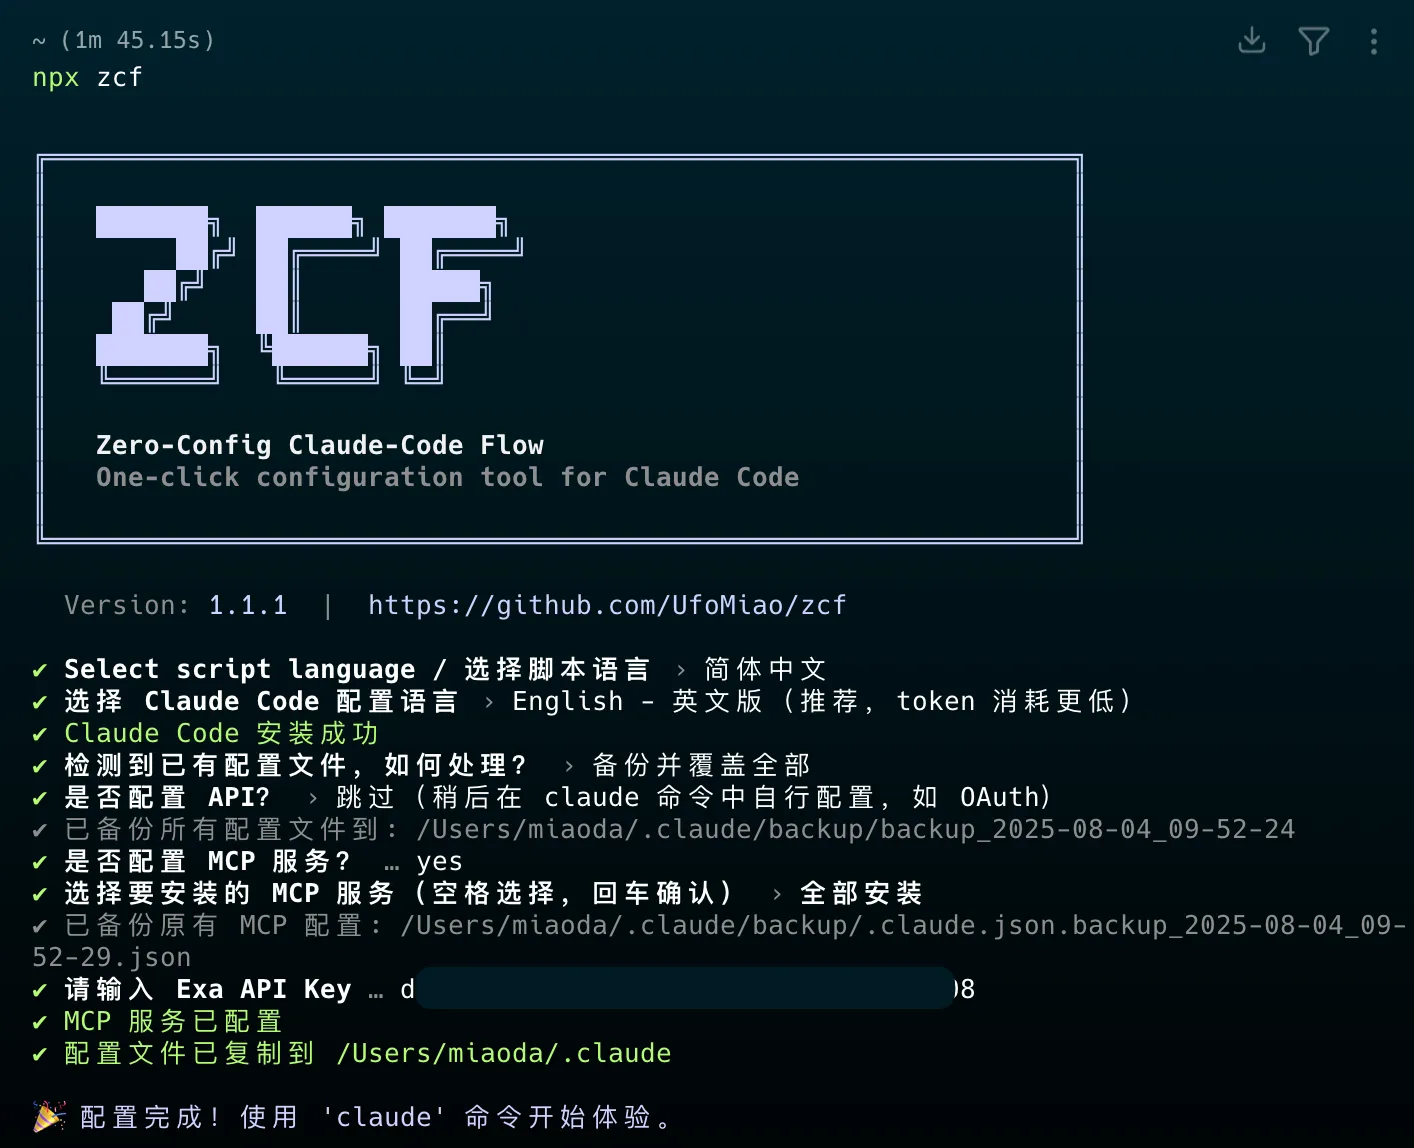 ~ (1m 45.15s)
npx zcf
ZCF
Zero-Config Claude-Code Flow
One-click configuration tool for Claude Code
Version: 1.1.1 | https://github.com/UfoMiao/zcf
✔ Select script language / 选择脚本语言 › 简体中文
✔ 选择 Claude Code 配置语言 › English - 英文版（推荐，token 消耗更低）
✔ Claude Code 安装成功
✔ 检测到已有配置文件，如何处理？ › 备份并覆盖全部
✔ 是否配置 API？ › 跳过（稍后在 claude 命令中自行配置，如 OAuth）
✔ 已备份所有配置文件到: /Users/miaoda/.claude/backup/backup_2025-08-04_09-52-24
✔ 是否配置 MCP 服务？ … yes
✔ 选择要安装的 MCP 服务（空格选择，回车确认） › 全部安装
✔ 已备份原有 MCP 配置: /Users/miaoda/.claude/backup/.claude.json.backup_2025-08-04_09-
52-29.json
✔ 请输入 Exa API Key … d 8
✔ MCP 服务已配置
✔ 配置文件已复制到 /Users/miaoda/.claude
🎉 配置完成！使用 'claude' 命令开始体验。